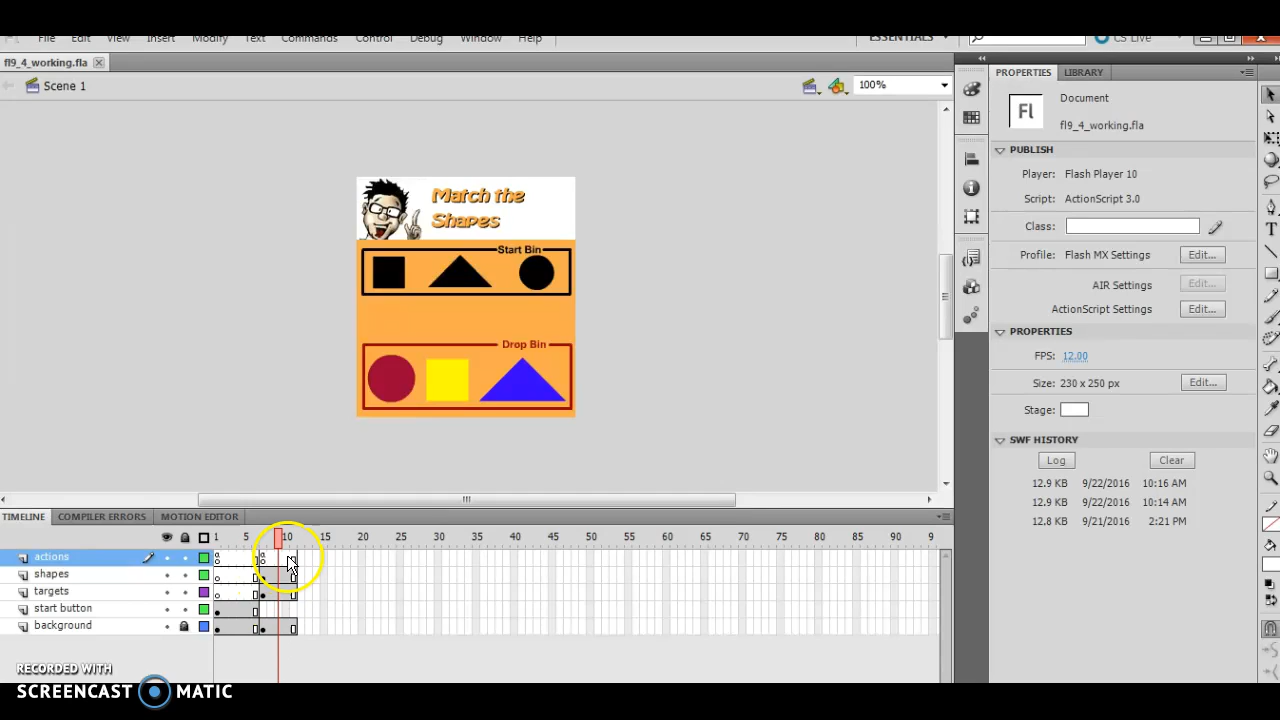 File Edit View Insert Modify Text Commands Control Debug Window Help ESSENTIALS CS Live
fl9_4_working.fla
Scene 1 100%
Match the
Shapes
Start Bin
Drop Bin
PROPERTIES LIBRARY
Fl
Document
fl9_4_working.fla
PUBLISH
Player: Flash Player 10
Script: ActionScript 3.0
Class:
Profile: Flash MX Settings Edit...
AIR Settings Edit...
ActionScript Settings Edit...
PROPERTIES
FPS: 12.00
Size: 230 x 250 px Edit...
Stage:
SWF HISTORY
Log Clear
12.9 KB 9/22/2016 10:16 AM
12.9 KB 9/22/2016 10:14 AM
12.8 KB 9/21/2016 2:21 PM
TIMELINE COMPILER ERRORS MOTION EDITOR
1 5 10 15 20 25 30 35 40 45 50 55 60 65 70 75 80 85 90 9
actions
shapes
targets
start button
background
RECORDED WITH
SCREENCAST MATIC